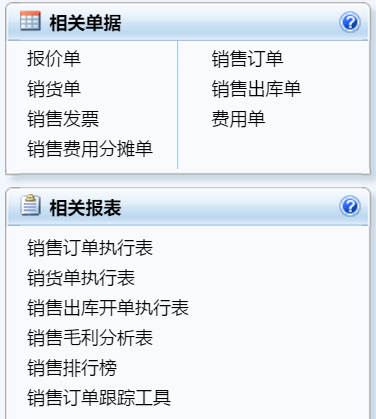 相关单据
报价单 销售订单
销货单 销售出库单
销售发票 费用单
销售费用分摊单
相关报表
销售订单执行表
销货单执行表
销售出库开单执行表
销售毛利分析表
销售排行榜
销售订单跟踪工具